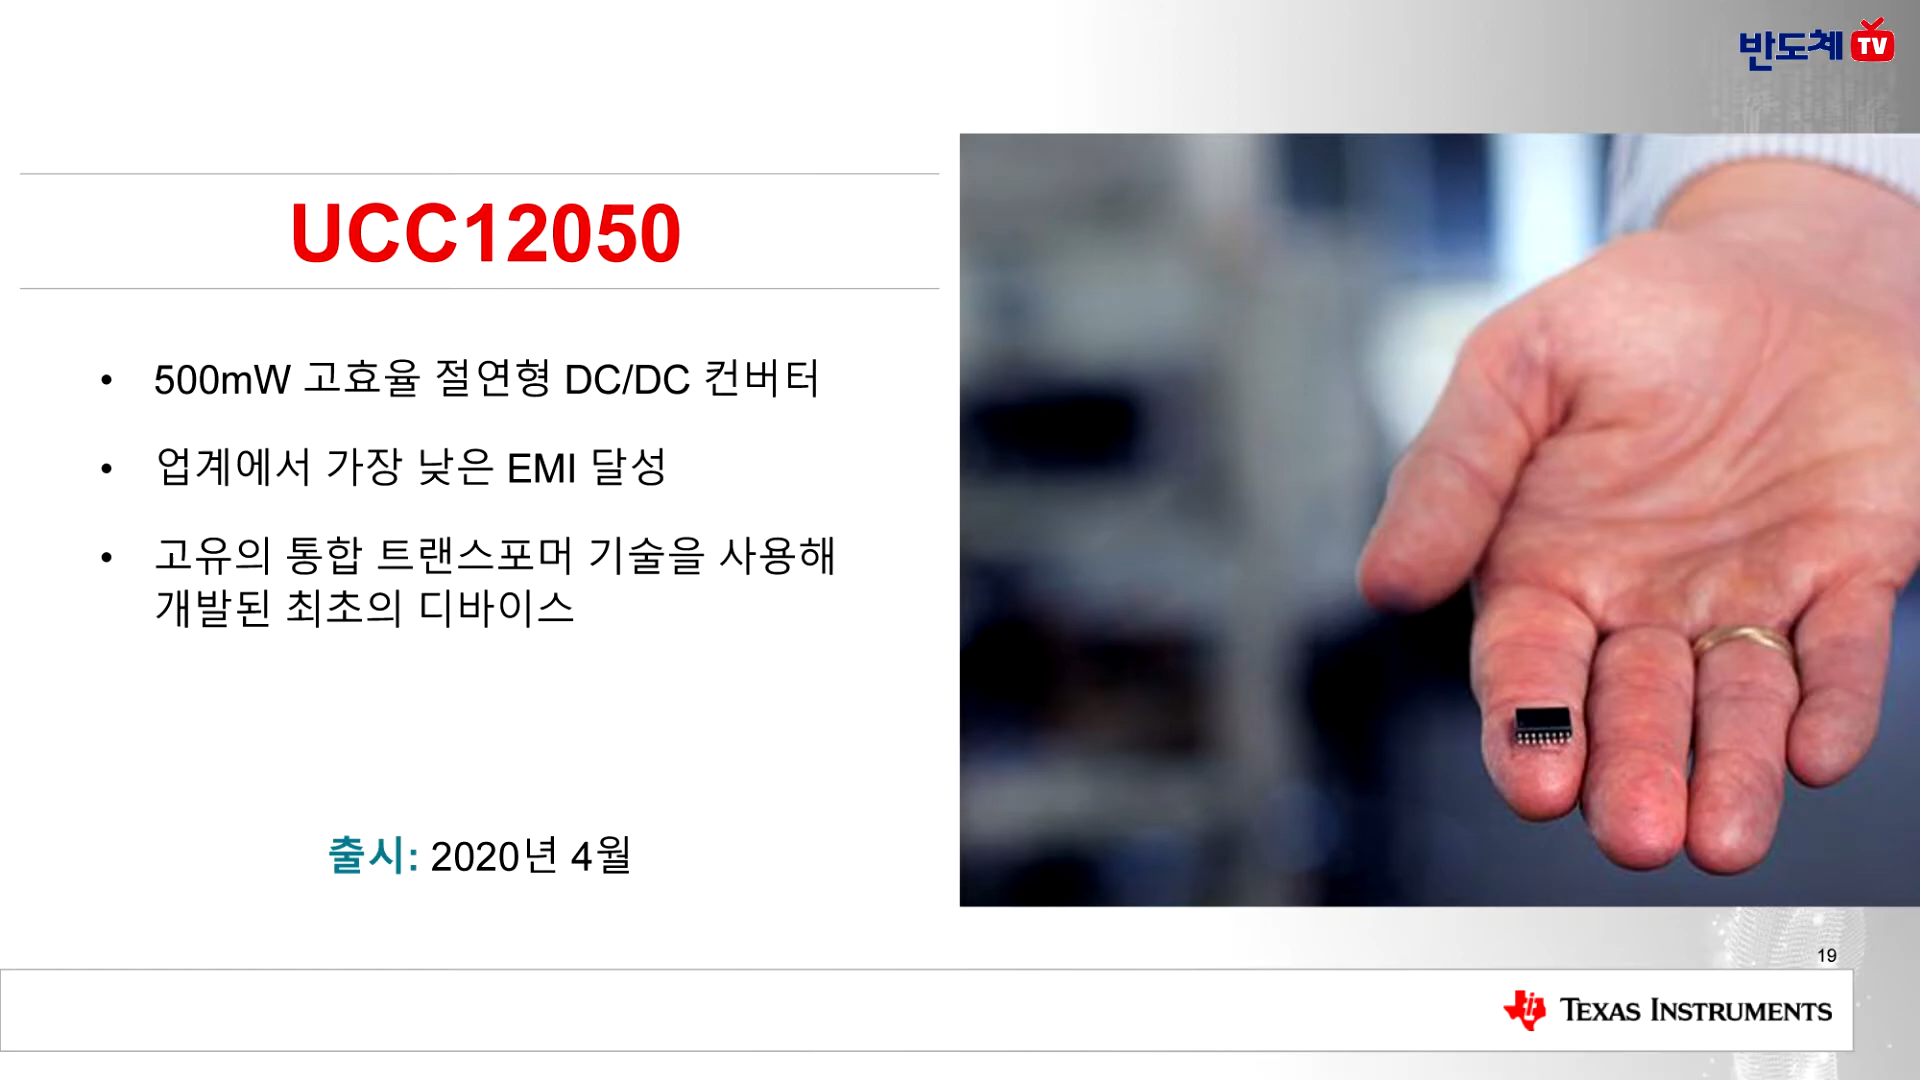 반도체 TV
UCC12050
• 500mW 고효율 절연형 DC/DC 컨버터
• 업계에서 가장 낮은 EMI 달성
• 고유의 통합 트랜스포머 기술을 사용해
개발된 최초의 디바이스
출시: 2020년 4월
19
TEXAS INSTRUMENTS